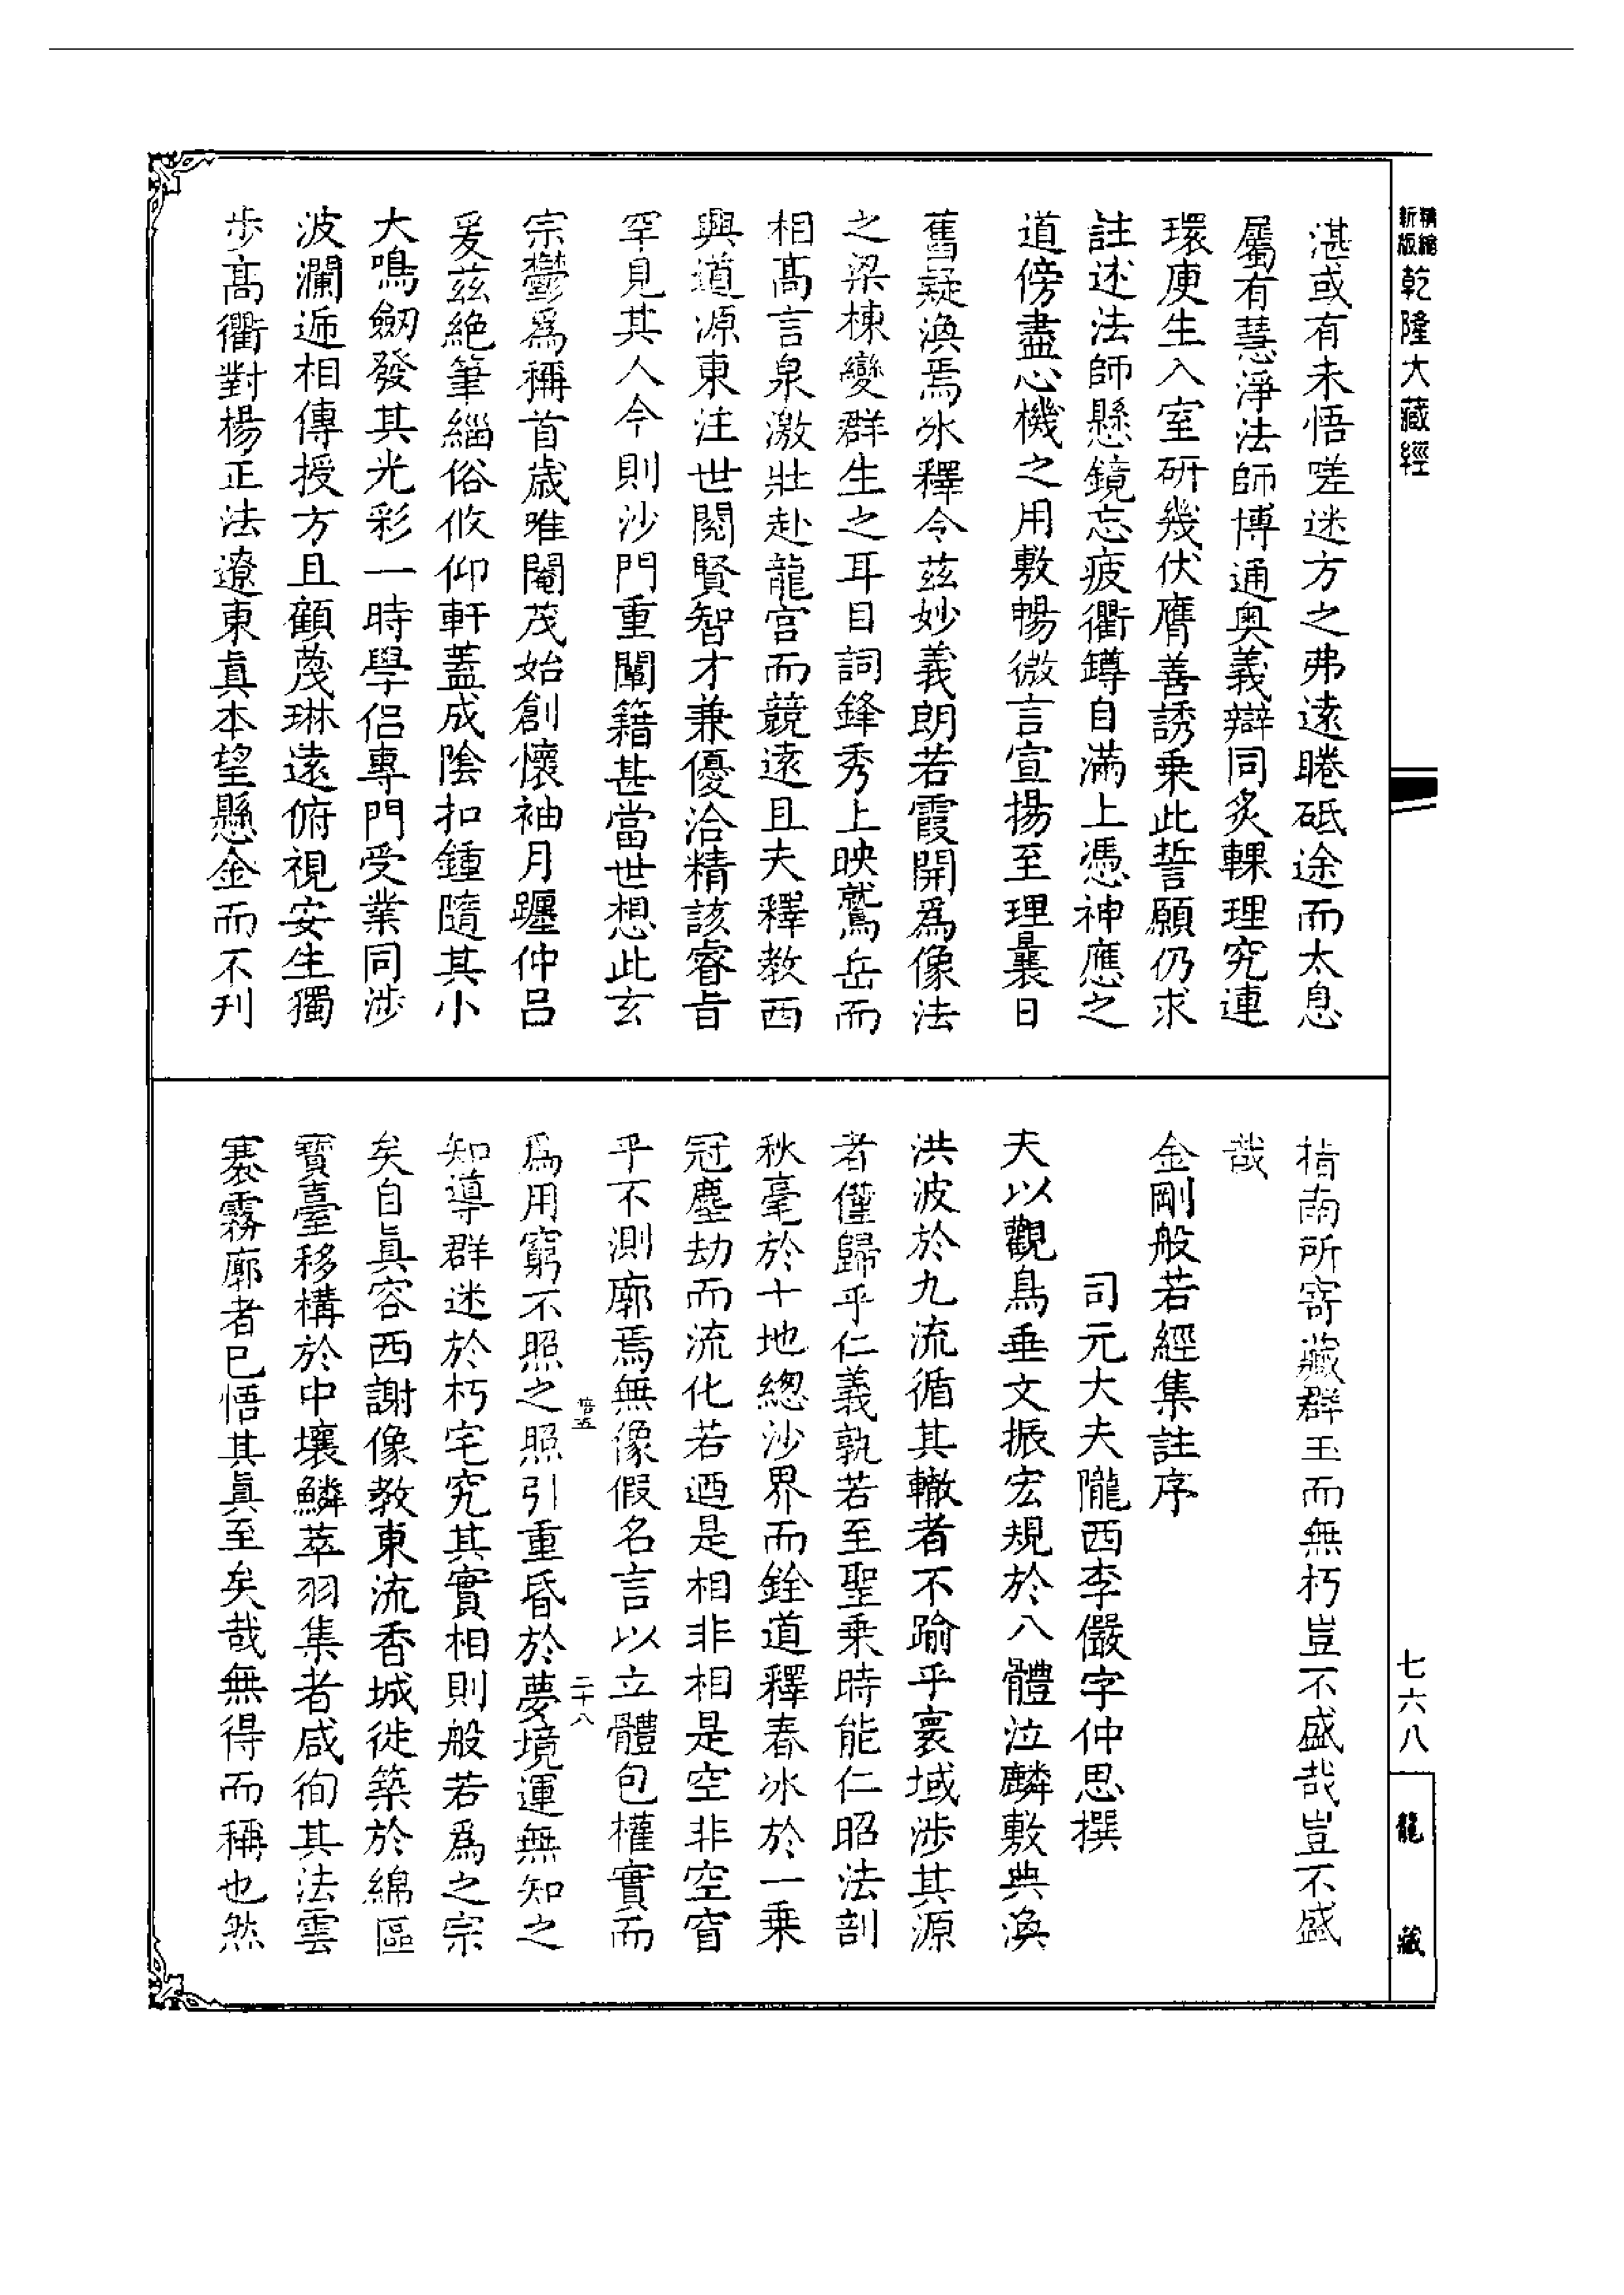 精縮
新版
乾隆大藏經
湛或有未悟嗟迷方之弗遠睠砥途而太息
屬有慧淨法師博通奧義辯同炙輠理究連
環庚生入室研幾伏膺善誘乘此誓願仍求
註述法師懸鏡忘疲衢罇自滿上憑神應之
道傍盡心機之用敷暢微言宣揚至理曩日
舊疑渙焉冰釋今茲妙義朗若霞開為像法
之梁棟變群生之耳目詞鋒秀上映鷲岳而
相高言泉激壯赴龍宮而競遠且夫釋教西
興道源東注世閱賢智才兼優洽精該睿旨
罕見其人今則沙門重闡籍甚當世想此玄
宗鬱為稱首歲唯閹茂始創懷袖月躔仲呂
爰茲絕筆緇俗攸仰軒蓋成陰扣鍾隨其小
大鳴劒發其光彩一時學侶專門受業同涉
波瀾遞相傳授方且顧蔑琳遠俯視安生獨
步高衢對楊正法遼東真本望懸金而不刊
指南所寄藏群玉而無朽豈不盛哉豈不盛
哉
金剛般若經集註序
司元大夫隴西李儼字仲思撰
夫以觀鳥垂文振宏規於八體泣麟敷典渙
洪波於九流循其轍者不踰乎寰域涉其源
者僅歸乎仁義孰若至聖乘時能仁昭法剖
秋毫於十地總沙界而銓道釋春冰於一乘
冠塵劫而流化若迺是相非相是空非空窅
乎不測廓焉無像假名言以立體包權實而
為用窮不照之照引重昏於夢境運無知之
倍五
二十八
知導群迷於朽宅究其實相則般若為之宗
矣自真容西謝像教東流香城徙築於綿區
寶臺移構於中壤鱗萃羽集者咸徇其法雲
褰霧廓者已悟其真至矣哉無得而稱也然
七六八
龍藏